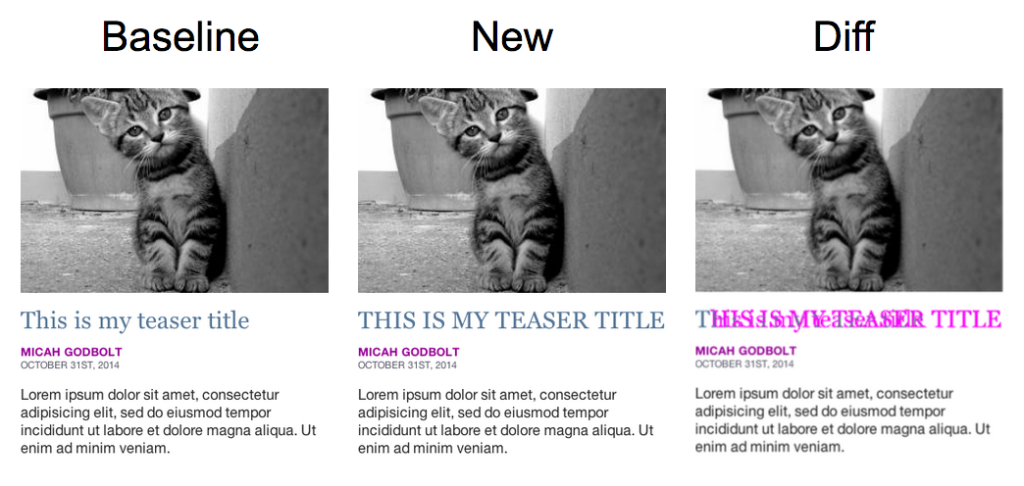 Baseline
New
Diff
This is my teaser title
MICAH GODBOLT
OCTOBER 31ST, 2014
Lorem ipsum dolor sit amet, consectetur
adipisicing elit, sed do eiusmod tempor
incididunt ut labore et dolore magna aliqua. Ut
enim ad minim veniam.
THIS IS MY TEASER TITLE
MICAH GODBOLT
OCTOBER 31ST, 2014
Lorem ipsum dolor sit amet, consectetur
adipisicing elit, sed do eiusmod tempor
incididunt ut labore et dolore magna aliqua. Ut
enim ad minim veniam.
THIS IS MY TEASER TITLE
MICAH GODBOLT
OCTOBER 31ST, 2014
Lorem ipsum dolor sit amet, consectetur
adipisicing elit, sed do eiusmod tempor
incididunt ut labore et dolore magna aliqua. Ut
enim ad minim veniam.